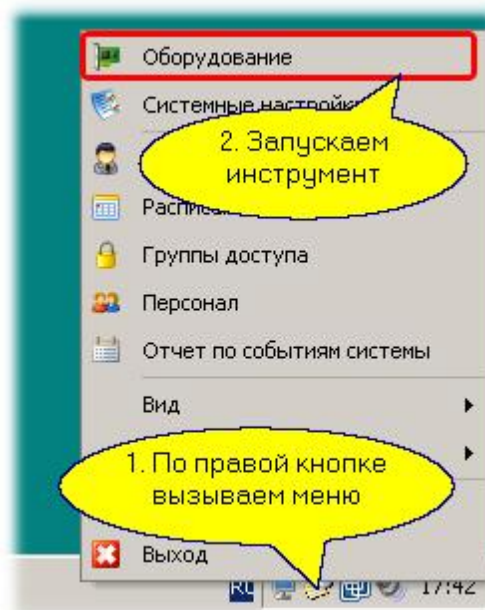 Оборудование
Системные настройки
2. Запускаем
инструмент
Группы доступа
Персонал
Отчет по событиям системы
Вид
1. По правой кнопке
вызываем меню
Выход
RU
17:42